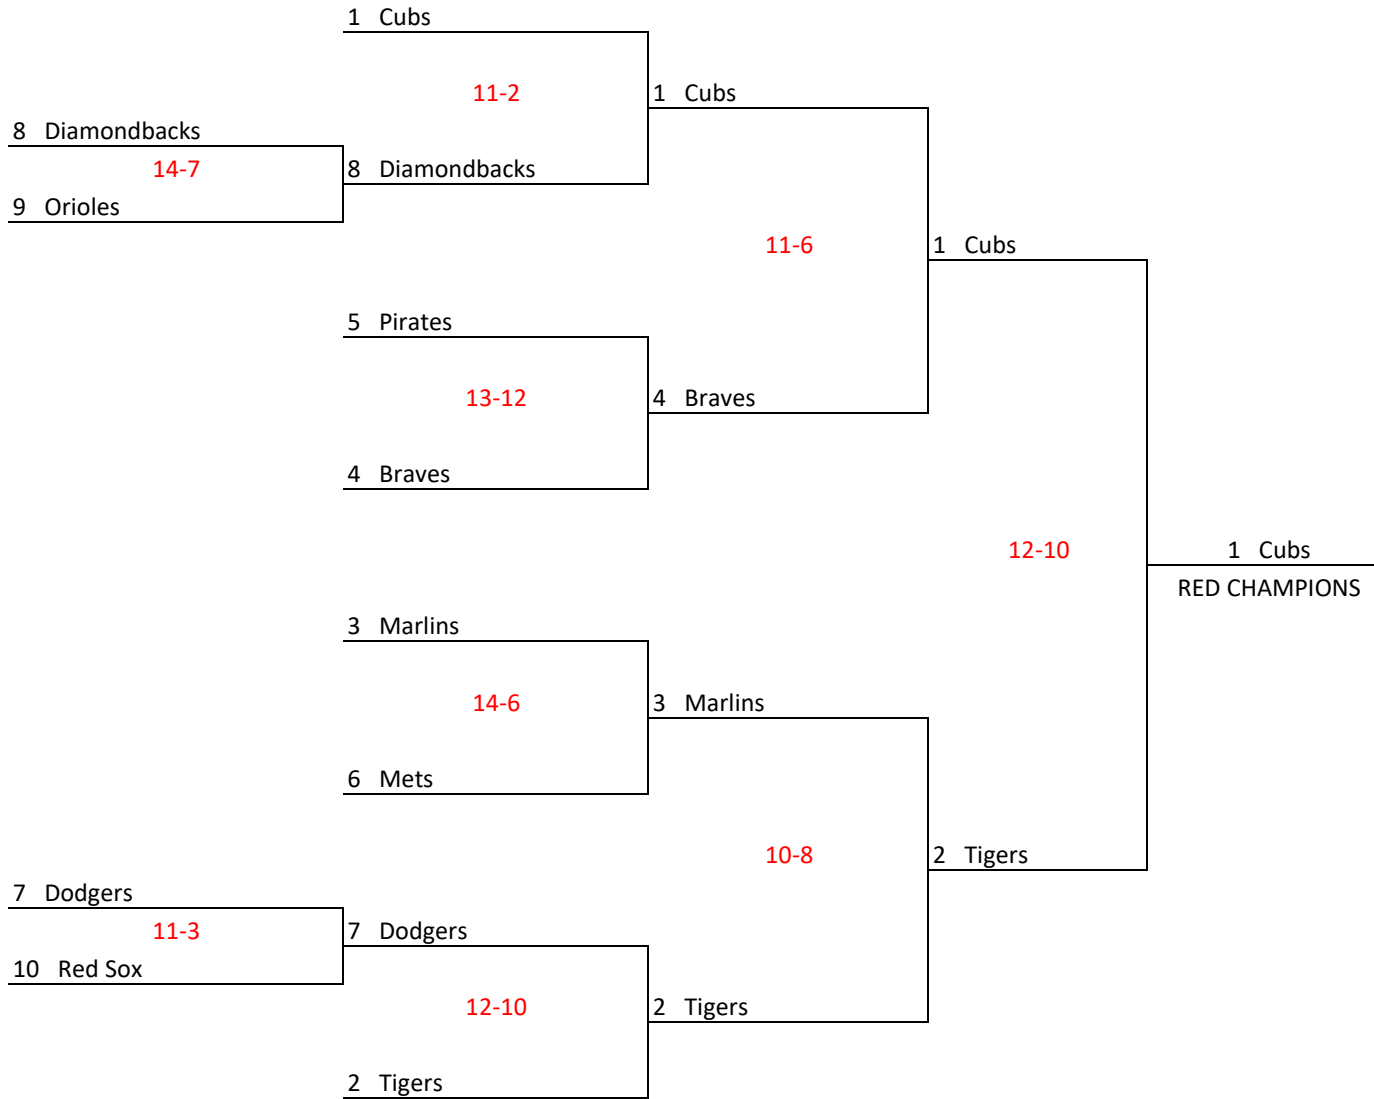 1 Cubs
11-2
1 Cubs
8 Diamondbacks
14-7
8 Diamondbacks
9 Orioles
11-6
1 Cubs
5 Pirates
13-12
4 Braves
4 Braves
12-10
1 Cubs
RED CHAMPIONS
3 Marlins
14-6
3 Marlins
6 Mets
10-8
2 Tigers
7 Dodgers
11-3
7 Dodgers
10 Red Sox
12-10
2 Tigers
2 Tigers